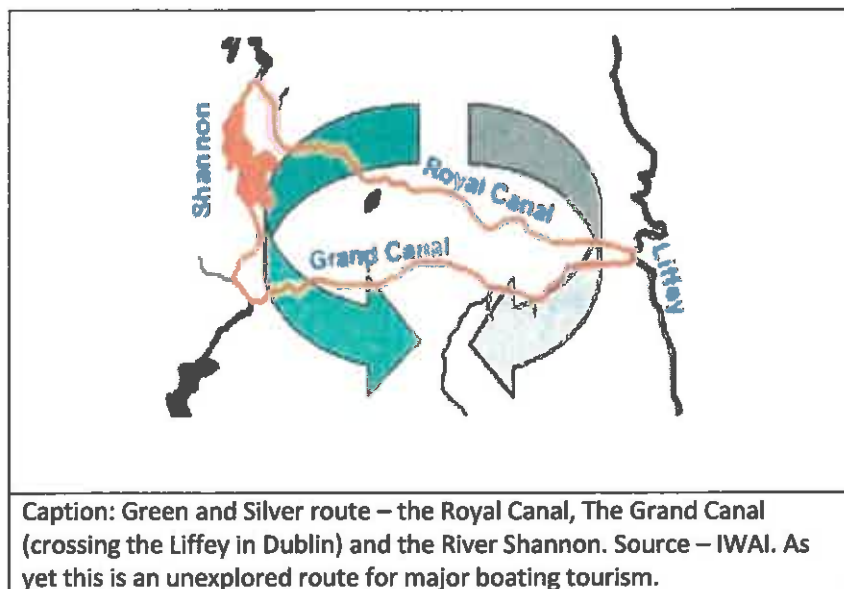 Shannon
Royal Canal
Grand Canal
Liffey
Caption: Green and Silver route – the Royal Canal, The Grand Canal
(crossing the Liffey in Dublin) and the River Shannon. Source – IWAI. As
yet this is an unexplored route for major boating tourism.